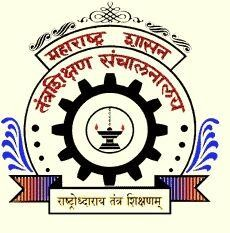 महाराष्ट्र शासन
तंत्रशिक्षण संचालनालय
राष्ट्रोध्दाराय तंत्र शिक्षणम्